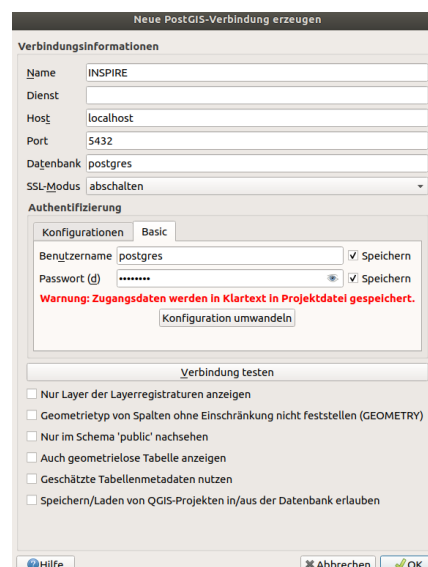 Neue PostGIS-Verbindung erzeugen
Verbindungsinformationen
Name INSPIRE
Dienst
Host localhost
Port 5432
Datenbank postgres
SSL-Modus abschalten
Authentifizierung
Konfigurationen Basic
Benutzername postgres Speichern
Passwort (d) •••••••• Speichern
Warnung: Zugangsdaten werden in Klartext in Projektdatei gespeichert.
Konfiguration umwandeln
Verbindung testen
Nur Layer der Layerregistraturen anzeigen
Geometrietyp von Spalten ohne Einschränkung nicht feststellen (GEOMETRY)
Nur im Schema 'public' nachsehen
Auch geometrielose Tabelle anzeigen
Geschätzte Tabellenmetadaten nutzen
Speichern/Laden von QGIS-Projekten in/aus der Datenbank erlauben
Hilfe Abbrechen OK